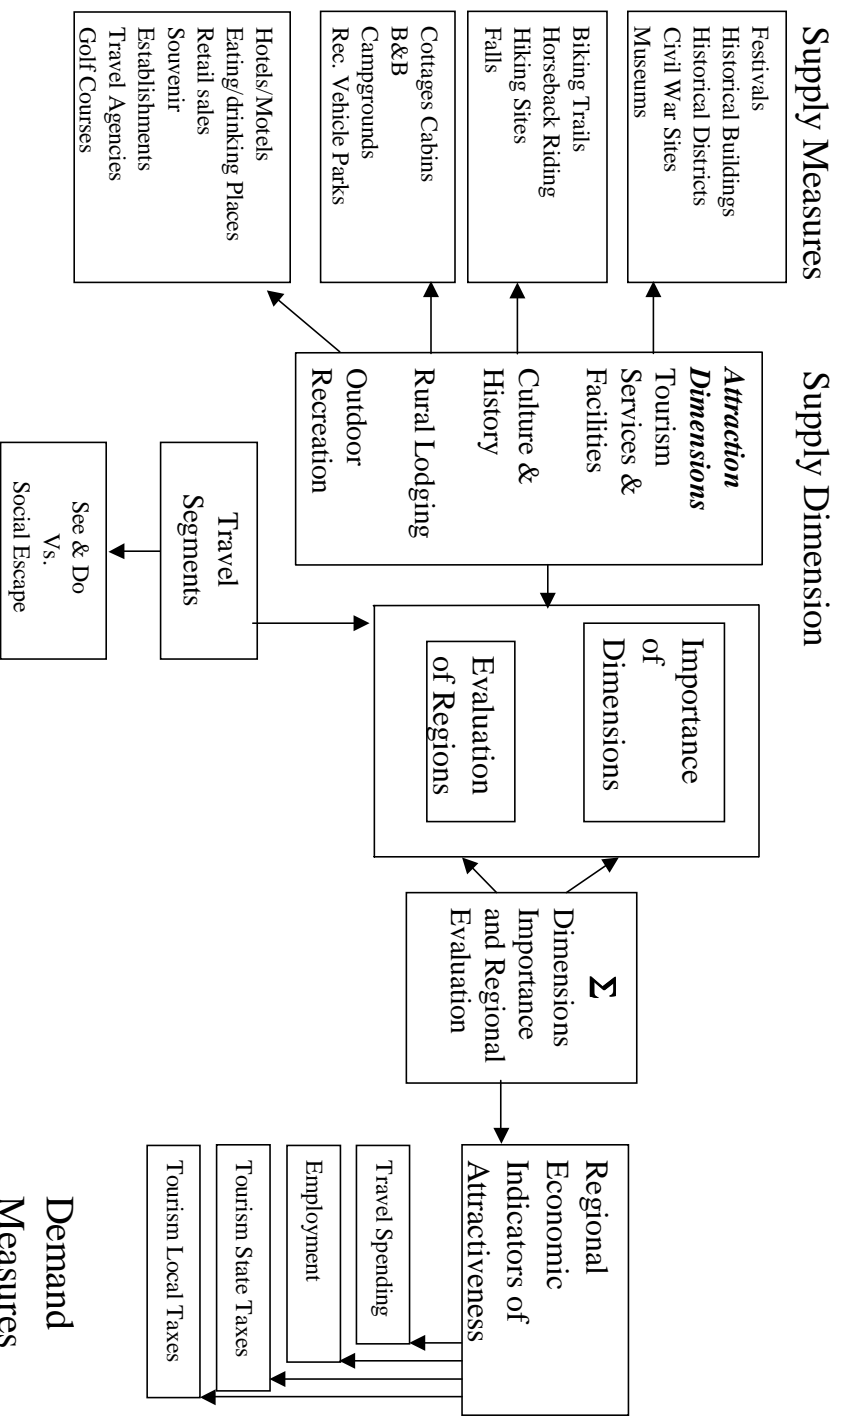 Supply Measures
Festivals
Historical Buildings
Historical Districts
Civil War Sites
Museums
Biking Trails
Horseback Riding
Hiking Sites
Falls
Cottages Cabins
B&B
Campgrounds
Rec. Vehicle Parks
Hotels/Motels
Eating/drinking Places
Retail sales
Souvenir
Establishments
Travel Agencies
Golf Courses
Supply Dimension
Attraction
Dimensions
Tourism
Services &
Facilities
Culture &
History
Rural Lodging
Outdoor
Recreation
Travel
Segments
See & Do
Vs.
Social Escape
Importance
of
Dimensions
Evaluation
of Regions
Σ
Dimensions
Importance
and Regional
Evaluation
Regional
Economic
Indicators of
Attractiveness
Travel Spending
Employment
Tourism State Taxes
Tourism Local Taxes
Demand
Measures